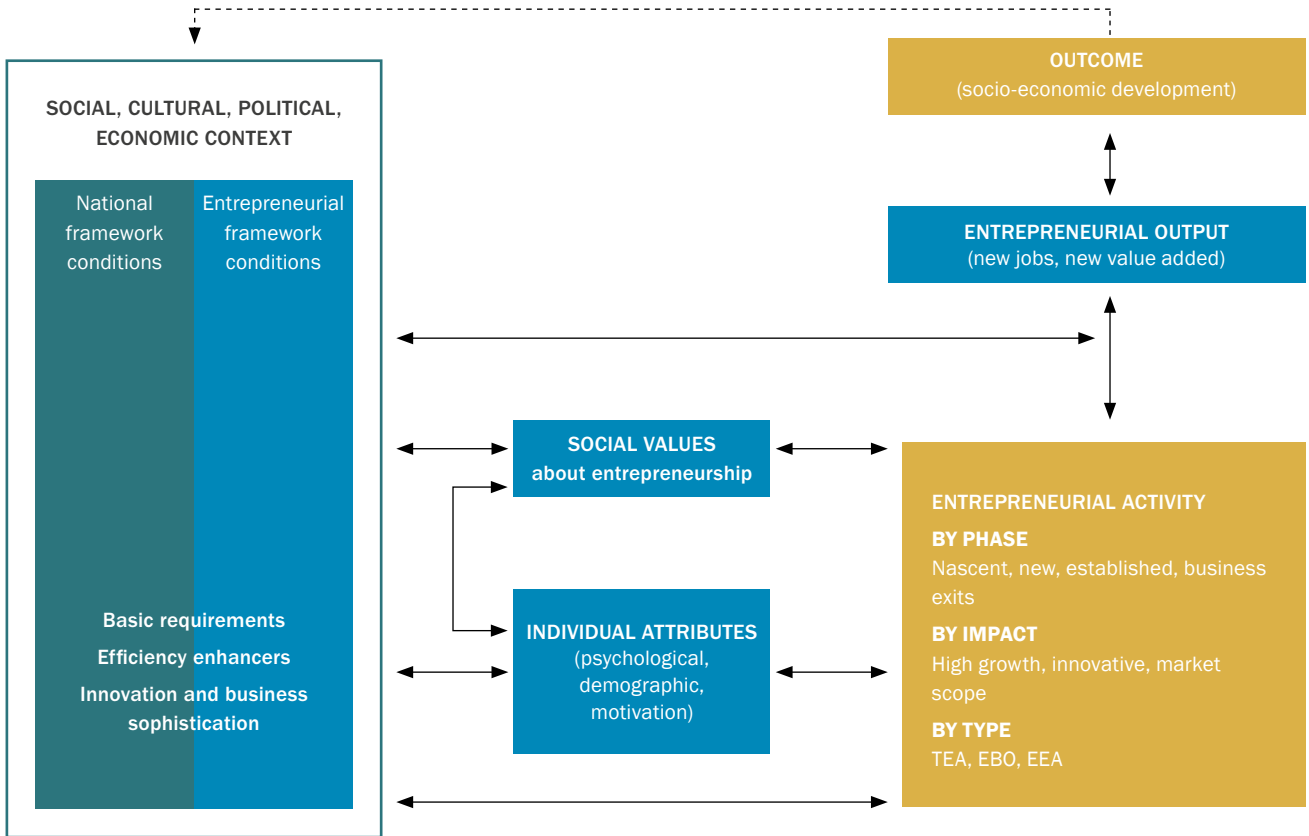 SOCIAL, CULTURAL, POLITICAL,
ECONOMIC CONTEXT
National
framework
conditions
Entrepreneurial
framework
conditions
Basic requirements
Efficiency enhancers
Innovation and business
sophistication
OUTCOME
(socio-economic development)
ENTREPRENEURIAL OUTPUT
(new jobs, new value added)
SOCIAL VALUES
about entrepreneurship
INDIVIDUAL ATTRIBUTES
(psychological,
demographic,
motivation)
ENTREPRENEURIAL ACTIVITY
BY PHASE
Nascent, new, established, business
exits
BY IMPACT
High growth, innovative, market
scope
BY TYPE
TEA, EBO, EEA